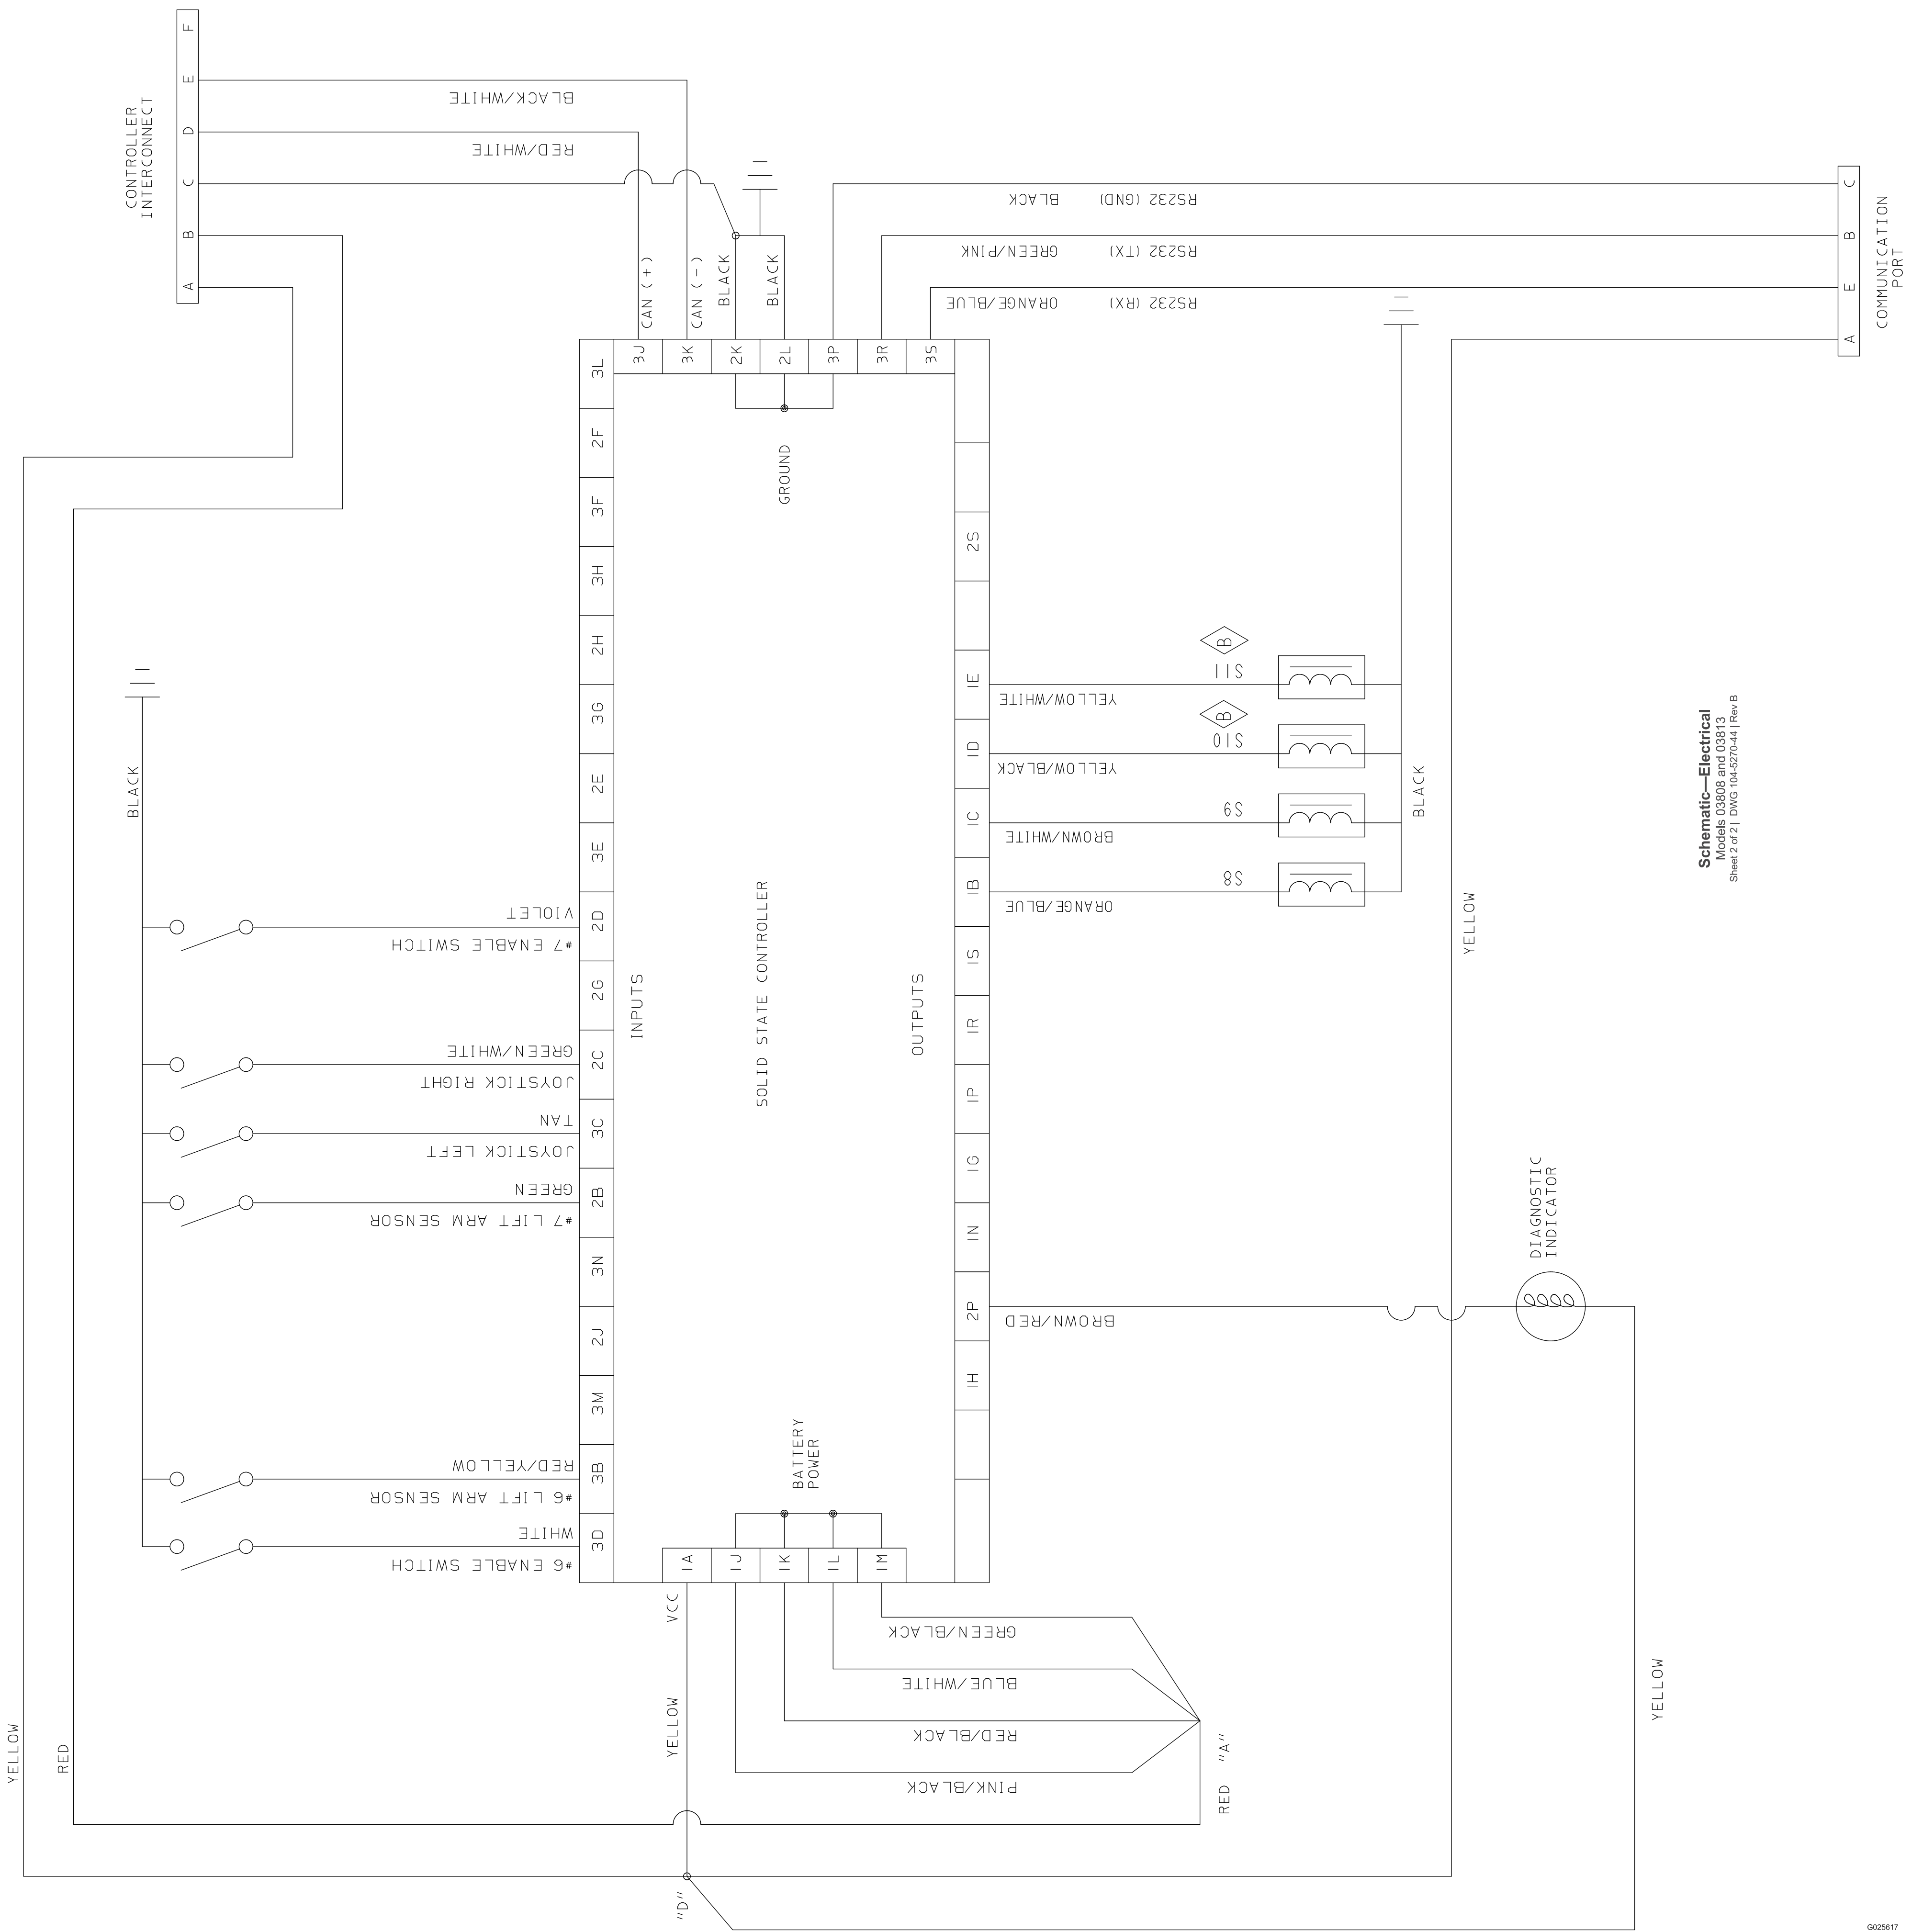 CONTROLLER
INTERCONNECT
F
E
D
C
B
A
BLACK/WHITE
RED/WHITE
CAN (+)
CAN (-)
BLACK
BLACK
BLACK RS232 (GND)
GREEN/PINK RS232 (TX)
ORANGE/BLUE RS232 (RX)
C
B
E
A
COMMUNICATION
PORT
3L
2F
3F
3H
2H
3G
2E
3E
2D
2G
2C
3C
2B
3N
2J
3M
3B
3D
3J
3K
2K
2L
3P
3R
3S
GROUND
INPUTS
SOLID STATE CONTROLLER
OUTPUTS
2S
1E
1D
1C
1B
1S
1R
1P
1G
1N
2P
1H
BLACK
VIOLET
#7 ENABLE SWITCH
GREEN/WHITE
JOYSTICK RIGHT
TAN
JOYSTICK LEFT
GREEN
#7 LIFT ARM SENSOR
RED/YELLOW
#6 LIFT ARM SENSOR
WHITE
#6 ENABLE SWITCH
YELLOW/WHITE
S11
B
YELLOW/BLACK
S10
B
BROWN/WHITE
S9
ORANGE/BLUE
S8
BLACK
YELLOW
BROWN/RED
DIAGNOSTIC
INDICATOR
BATTERY
POWER
1A
1J
1K
1L
1M
VCC
YELLOW
GREEN/BLACK
BLUE/WHITE
RED/BLACK
PINK/BLACK
RED "A"
YELLOW
RED
"D"
YELLOW
Schematic—Electrical
Models 03808 and 03813
Sheet 2 of 2 | DWG 104-5270-44 | Rev B
G025617